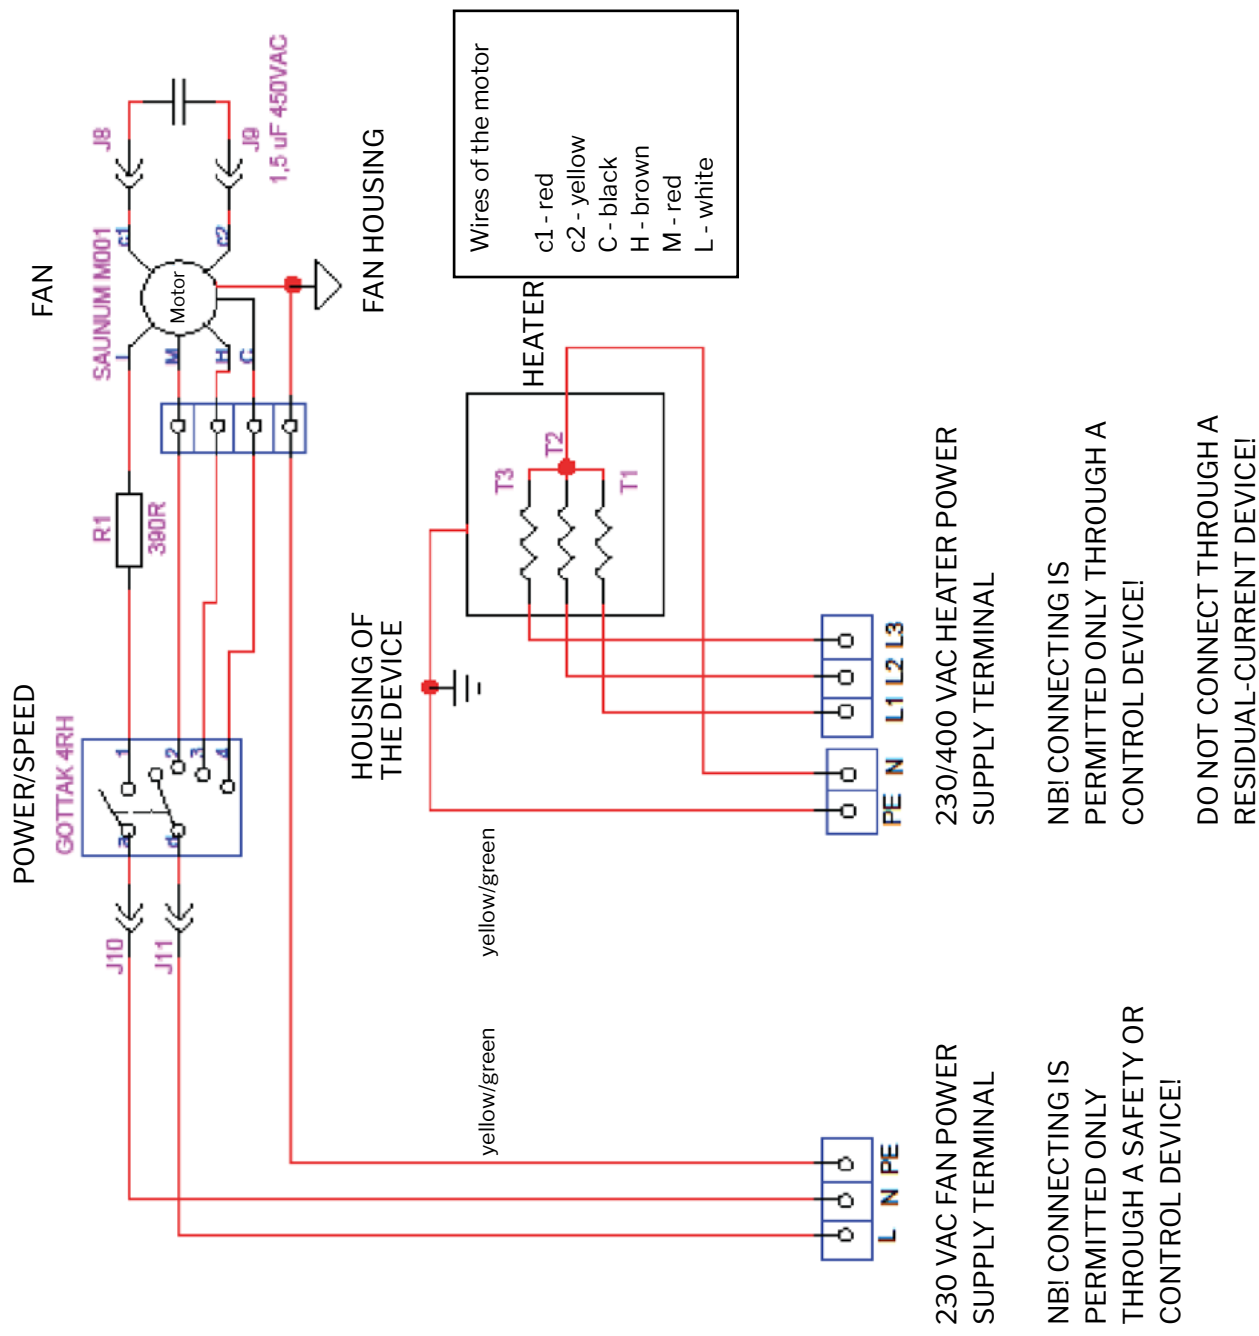 POWER/SPEED
GOTTAK 4RH
a
d
1
2
3
4
J10
J11
R1
390R
FAN
SAUNUM M001
L
M
H
C
Motor
c1
c2
J8
J9
1,5 uF 450VAC
FAN HOUSING
Wires of the motor
c1 - red
c2 - yellow
C - black
H - brown
M - red
L - white
HEATER
T3
T2
T1
HOUSING OF
THE DEVICE
yellow/green
yellow/green
L N PE
230 VAC FAN POWER
SUPPLY TERMINAL
NB! CONNECTING IS
PERMITTED ONLY
THROUGH A SAFETY OR
CONTROL DEVICE!
PE N L1 L2 L3
230/400 VAC HEATER POWER
SUPPLY TERMINAL
NB! CONNECTING IS
PERMITTED ONLY THROUGH A
CONTROL DEVICE!
DO NOT CONNECT THROUGH A
RESIDUAL-CURRENT DEVICE!